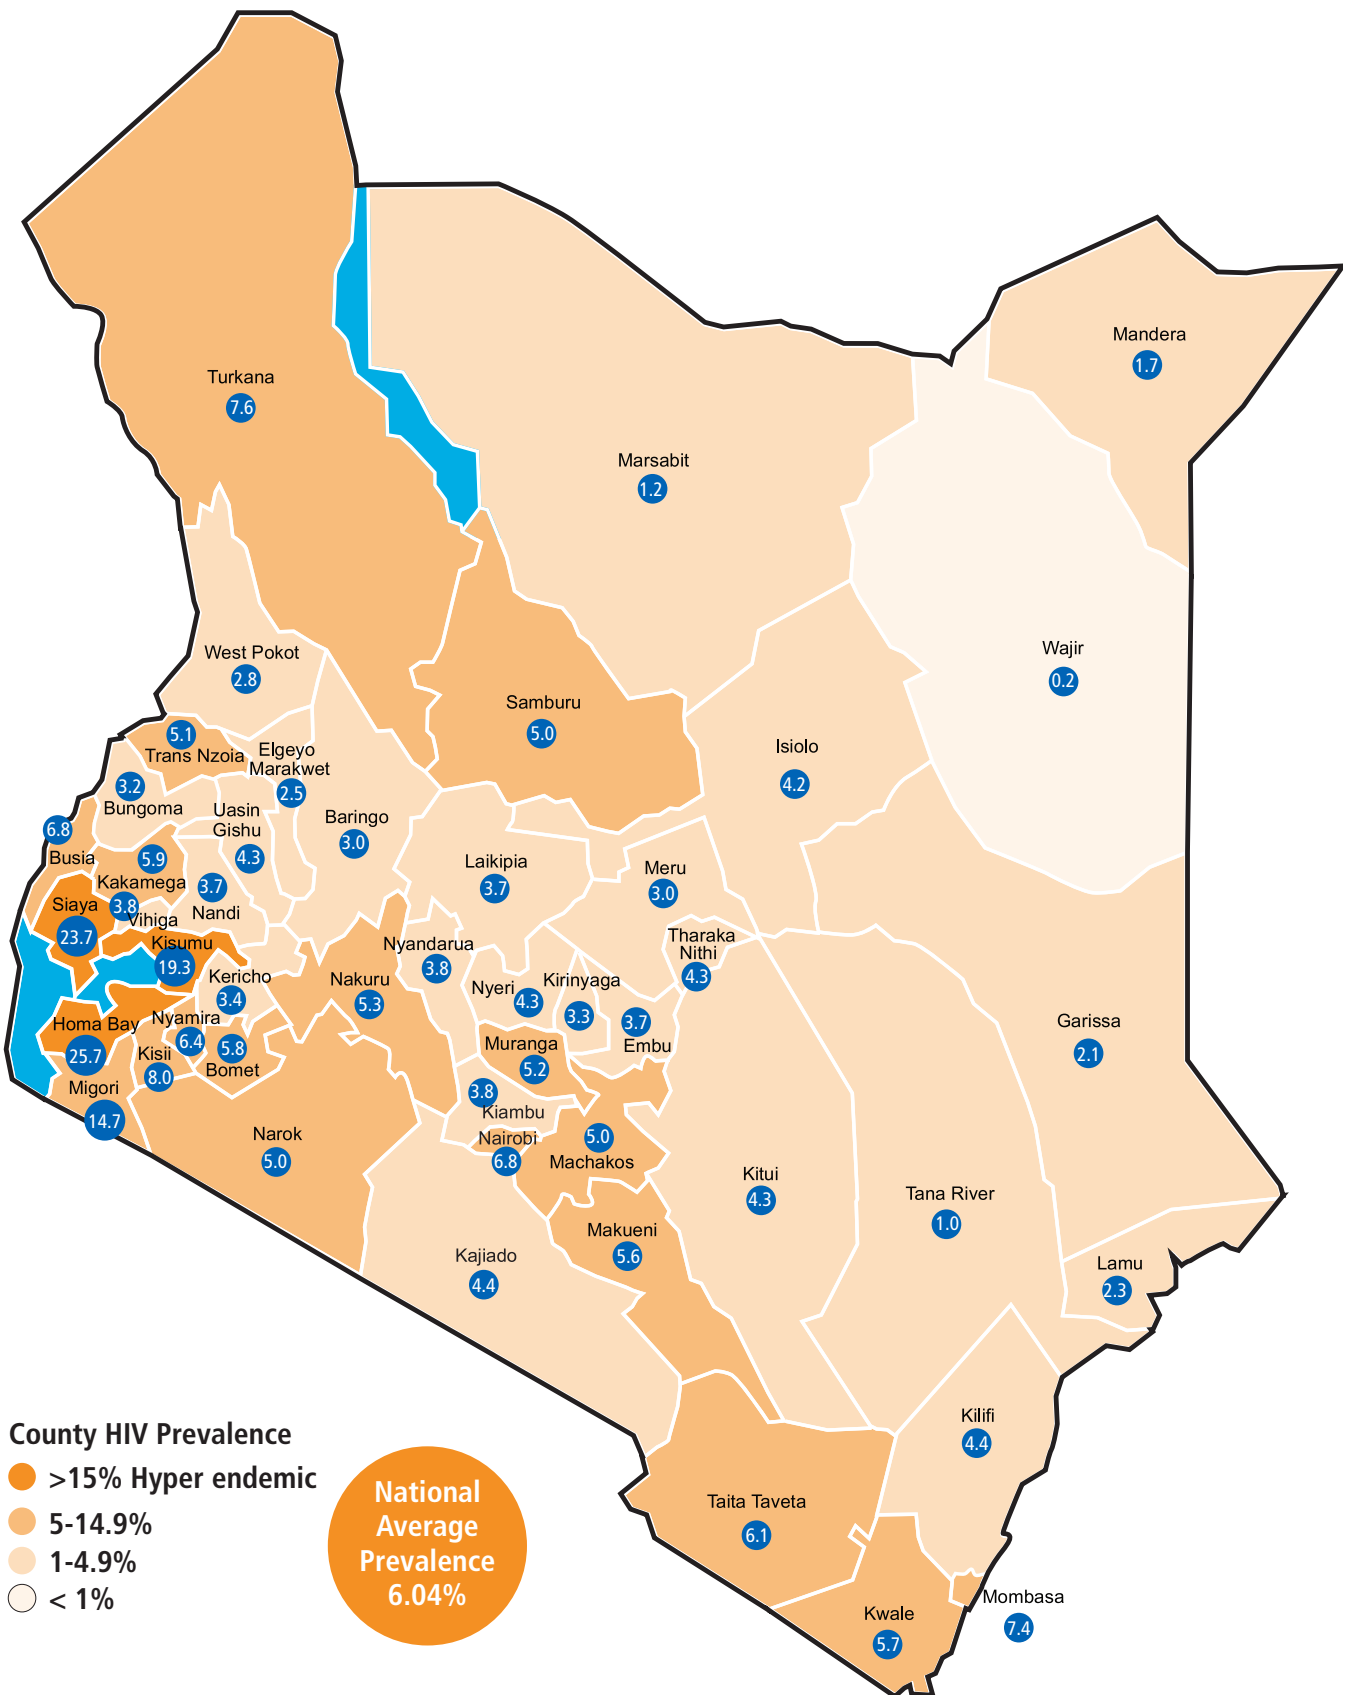 Mandera
1.7
Turkana
7.6
Marsabit
1.2
Wajir
0.2
West Pokot
2.8
Samburu
5.0
5.1
Trans Nzoia
Elgeyo
Marakwet
2.5
Isiolo
4.2
3.2
Bungoma
Uasin
Gishu
4.3
Baringo
3.0
6.8
Busia
5.9
Kakamega
Laikipia
3.7
Meru
3.0
3.7
Nandi
3.8
Vihiga
Siaya
23.7
Kisumu
19.3
Nyandarua
3.8
Tharaka
Nithi
4.3
Kericho
3.4
Nakuru
5.3
Nyeri
4.3
Kirinyaga
3.3
3.7
Embu
Garissa
2.1
Homa Bay
25.7
Nyamira
6.4
5.8
Bomet
Kisii
8.0
Muranga
5.2
Migori
14.7
3.8
Kiambu
Narok
5.0
Nairobi
6.8
5.0
Machakos
Kitui
4.3
Tana River
1.0
Makueni
5.6
Kajiado
4.4
Lamu
2.3
Kilifi
4.4
Taita Taveta
6.1
Mombasa
7.4
Kwale
5.7
County HIV Prevalence
>15% Hyper endemic
5-14.9%
1-4.9%
< 1%
National
Average
Prevalence
6.04%